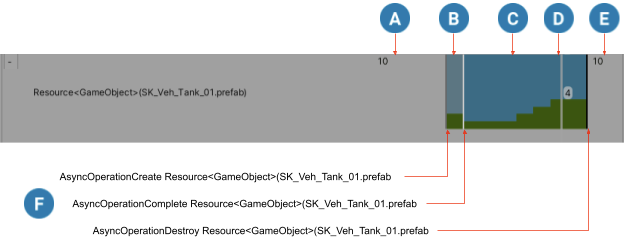 A B C D E
- 10 10
4
Resource<GameObject>(SK_Veh_Tank_01.prefab)
AsyncOperationCreate Resource<GameObject>(SK_Veh_Tank_01.prefab
F AsyncOperationComplete Resource<GameObject>(SK_Veh_Tank_01.prefab
AsyncOperationDestroy Resource<GameObject>(SK_Veh_Tank_01.prefab